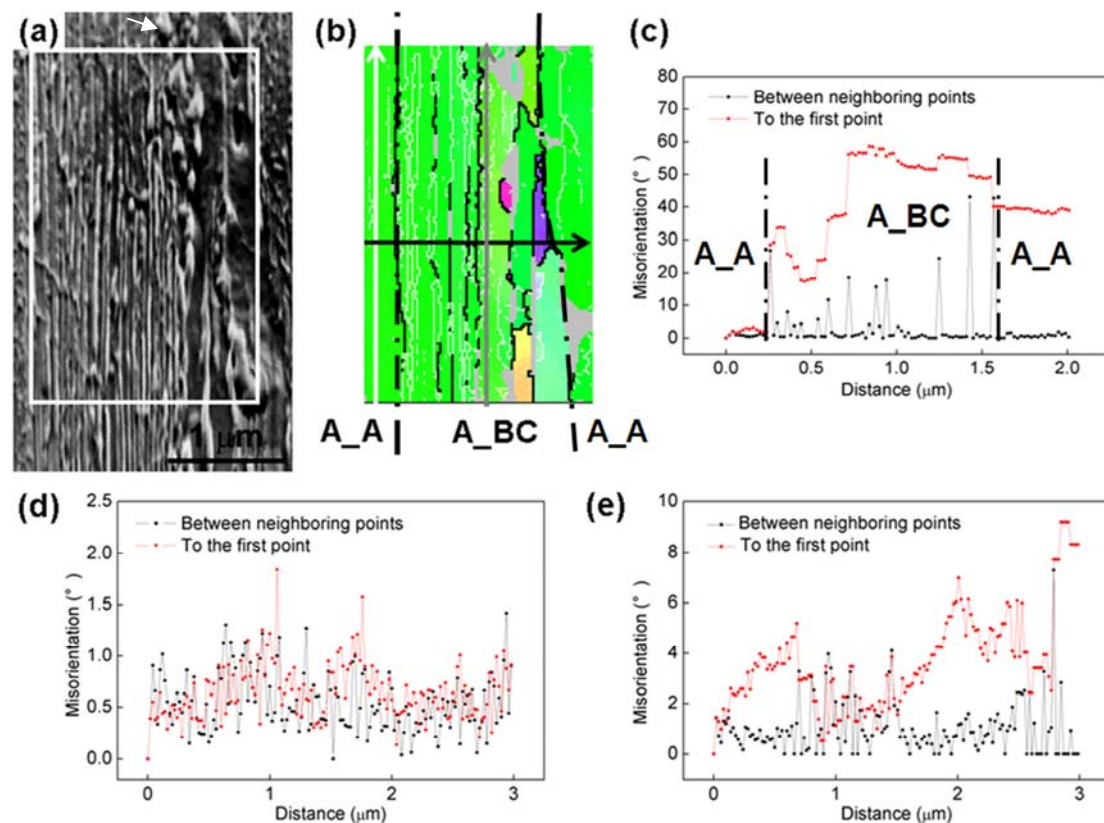 (a)
1 μm
(b)
A_A
A_BC
A_A
(c)
80
70
60
50
40
30
20
10
0
Misorientation (°)
Between neighboring points
To the first point
A_A
A_BC
A_A
0.0 0.5 1.0 1.5 2.0
Distance (μm)
(d)
2.5
2.0
1.5
1.0
0.5
0.0
Misorientation (°)
Between neighboring points
To the first point
0 1 2 3
Distance (μm)
(e)
10
8
6
4
2
0
Misorientation (°)
Between neighboring points
To the first point
0 1 2 3
Distance (μm)